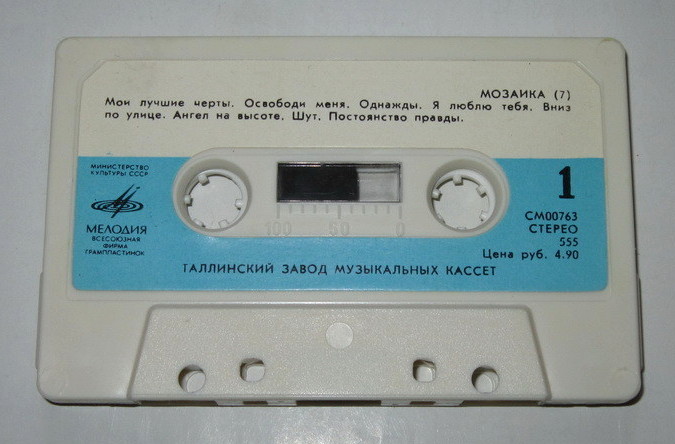 МОЗАИКА (7)
Мои лучшие черты. Освободи меня. Однажды. Я люблю тебя. Вниз
по улице. Ангел на высоте. Шут. Постоянство правды.
МИНИСТЕРСТВО
КУЛЬТУРЫ СССР
МЕЛОДИЯ
ВСЕСОЮЗНАЯ
ФИРМА
ГРАМПЛАСТИНОК
100 50 0
1
СМ00763
СТЕРЕО
555
Цена руб. 4.90
ТАЛЛИНСКИЙ ЗАВОД МУЗЫКАЛЬНЫХ КАССЕТ